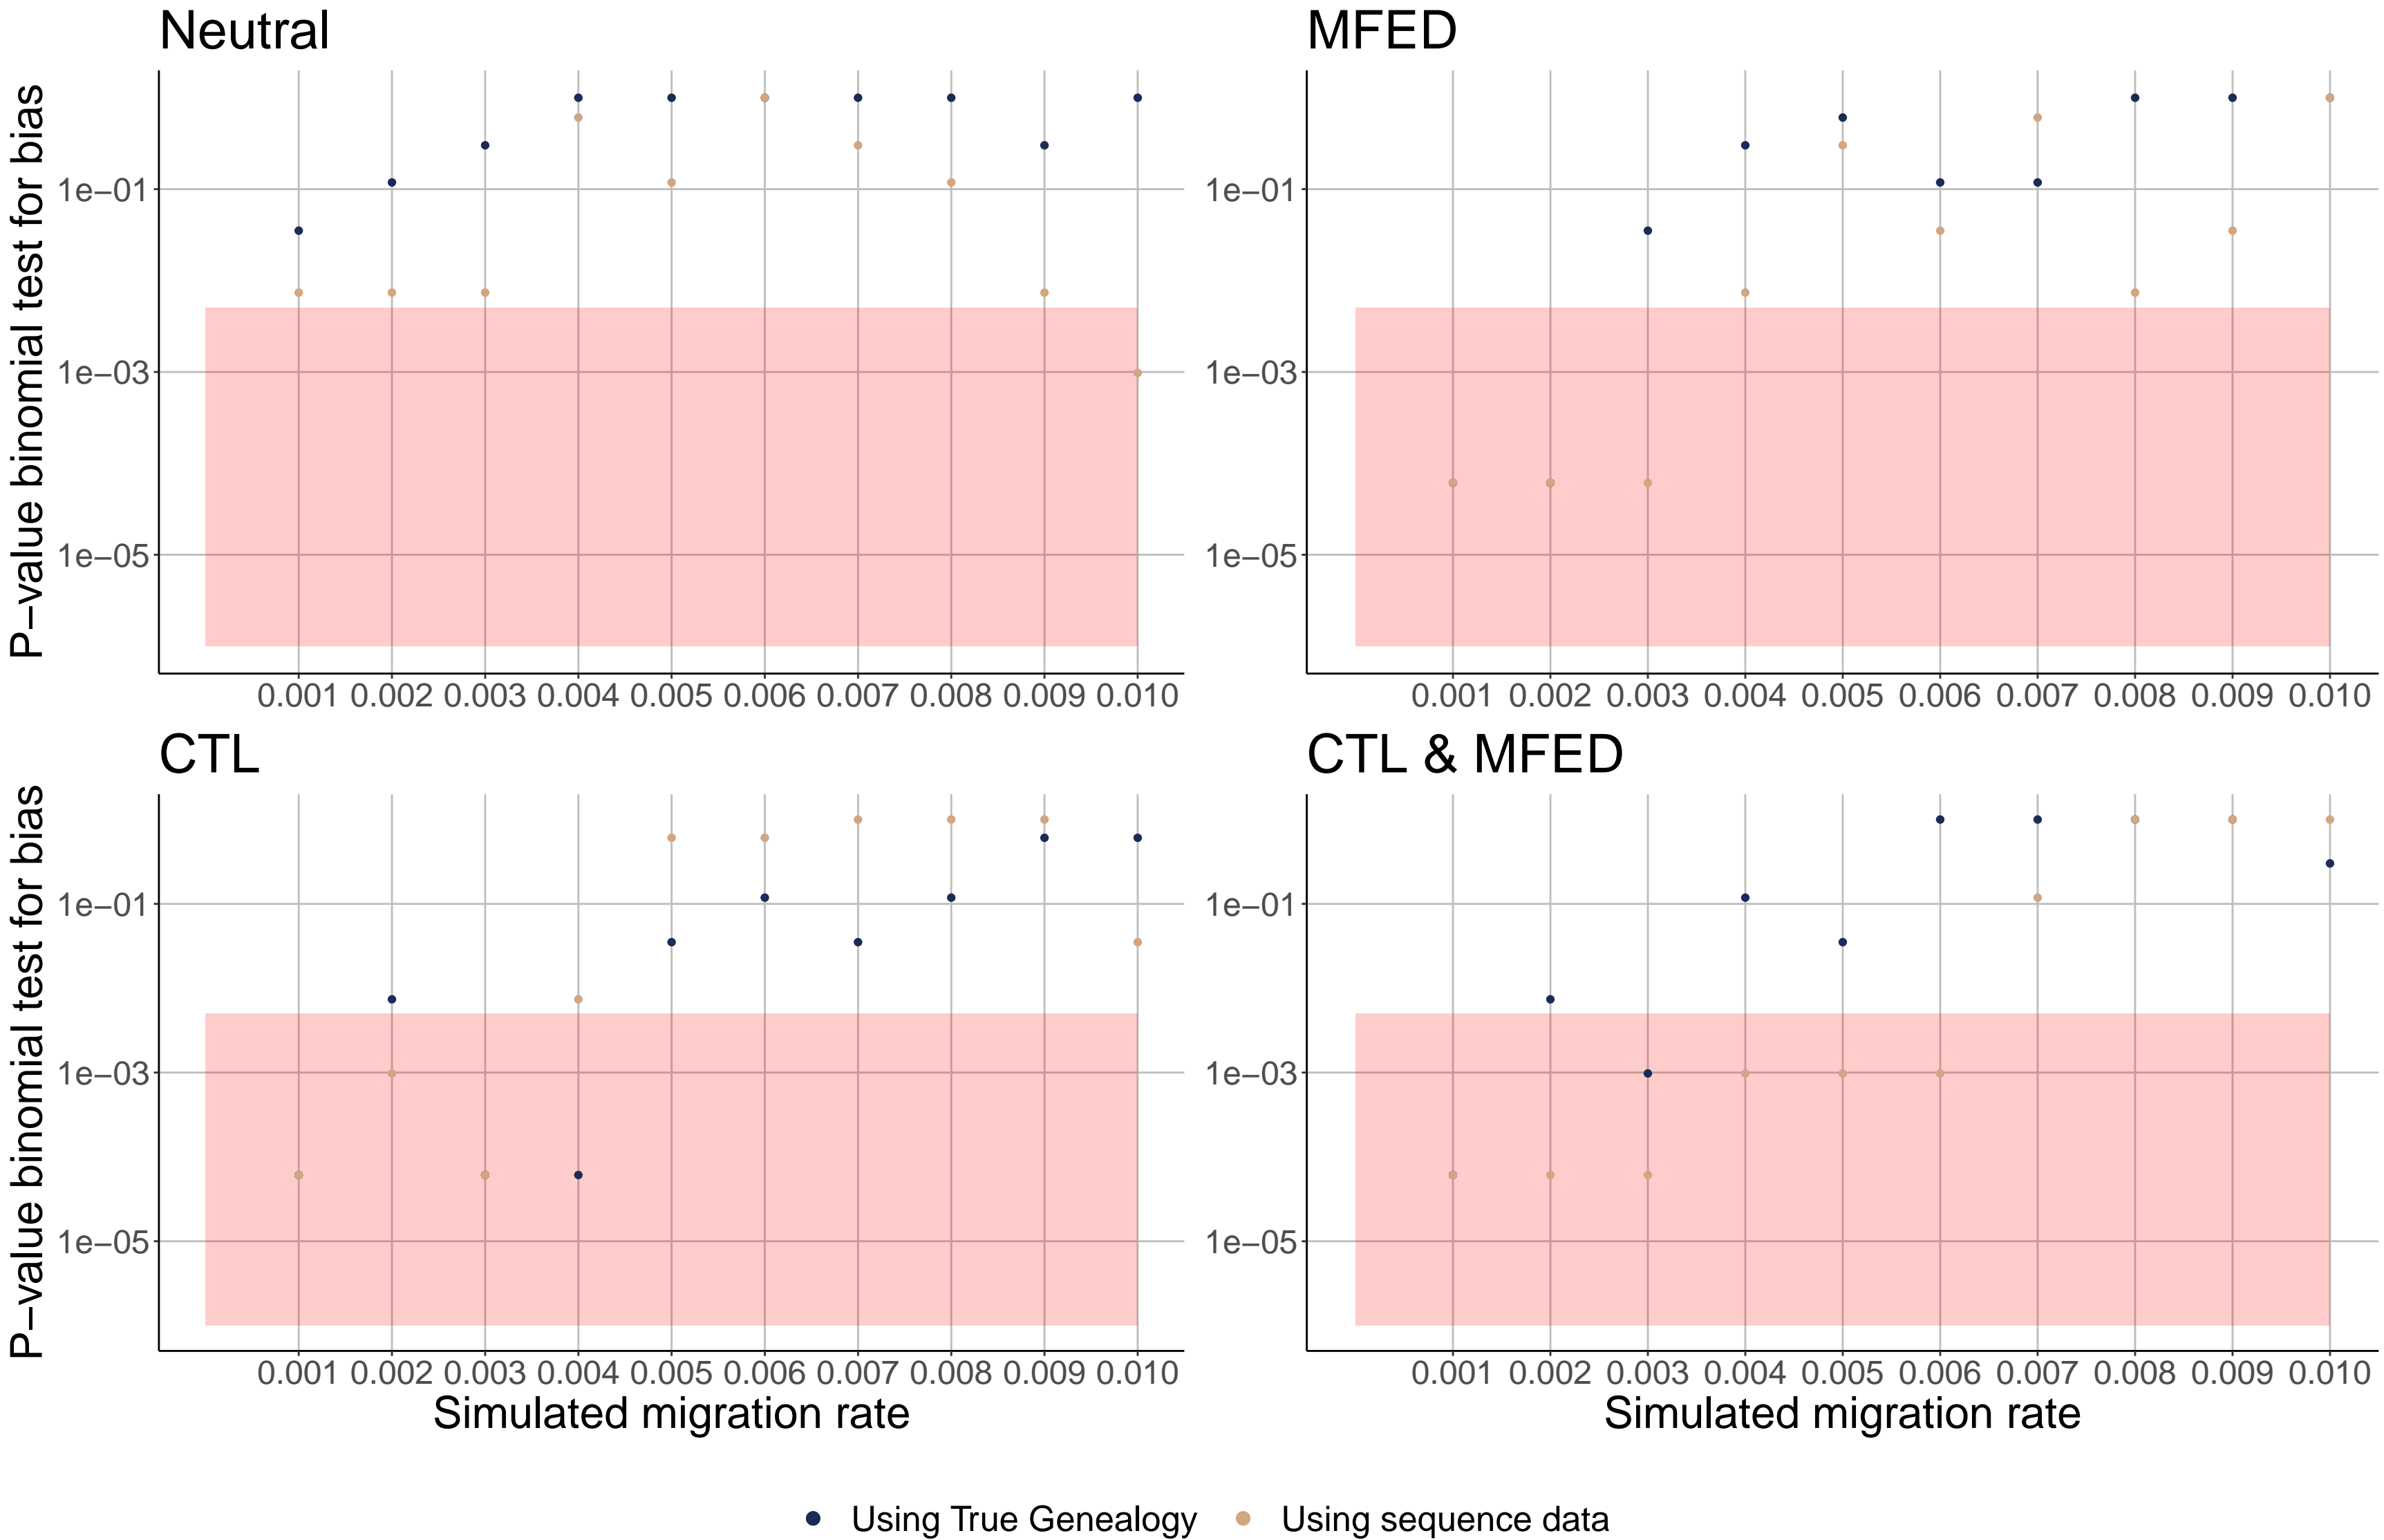 Neutral
MFED
P−value binomial test for bias
1e−01
1e−03
1e−05
1e−01
1e−03
1e−05
0.001 0.002 0.003 0.004 0.005 0.006 0.007 0.008 0.009 0.010
0.001 0.002 0.003 0.004 0.005 0.006 0.007 0.008 0.009 0.010
CTL
CTL & MFED
P−value binomial test for bias
1e−01
1e−03
1e−05
1e−01
1e−03
1e−05
0.001 0.002 0.003 0.004 0.005 0.006 0.007 0.008 0.009 0.010
0.001 0.002 0.003 0.004 0.005 0.006 0.007 0.008 0.009 0.010
Simulated migration rate
Simulated migration rate
Using True Genealogy
Using sequence data